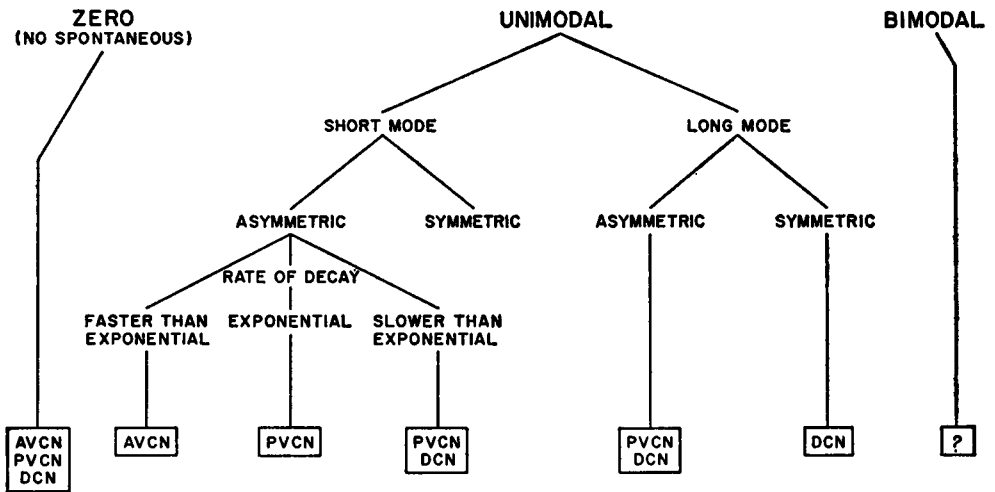 ZERO
(NO SPONTANEOUS)
UNIMODAL
BIMODAL
SHORT MODE
LONG MODE
ASYMMETRIC
SYMMETRIC
ASYMMETRIC
SYMMETRIC
RATE OF DECAY
FASTER THAN
EXPONENTIAL
EXPONENTIAL
SLOWER THAN
EXPONENTIAL
AVCN
PVCN
DCN
AVCN
PVCN
PVCN
DCN
PVCN
DCN
DCN
?